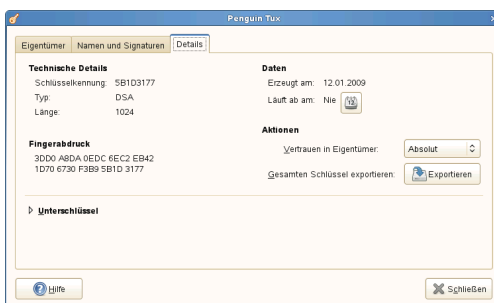 Penguin Tux
Eigentümer Namen und Signaturen Details
Technische Details
Schlüsselkennung: 5B1D3177
Typ: DSA
Länge: 1024
Fingerabdruck
3DD0 A8DA 0EDC 6EC2 EB42
1D70 6730 F3B9 5B1D 3177
Daten
Erzeugt am: 12.01.2009
Läuft ab am: Nie
Aktionen
Vertrauen in Eigentümer: Absolut
Gesamten Schlüssel exportieren: Exportieren
Unterschlüssel
Hilfe
Schließen